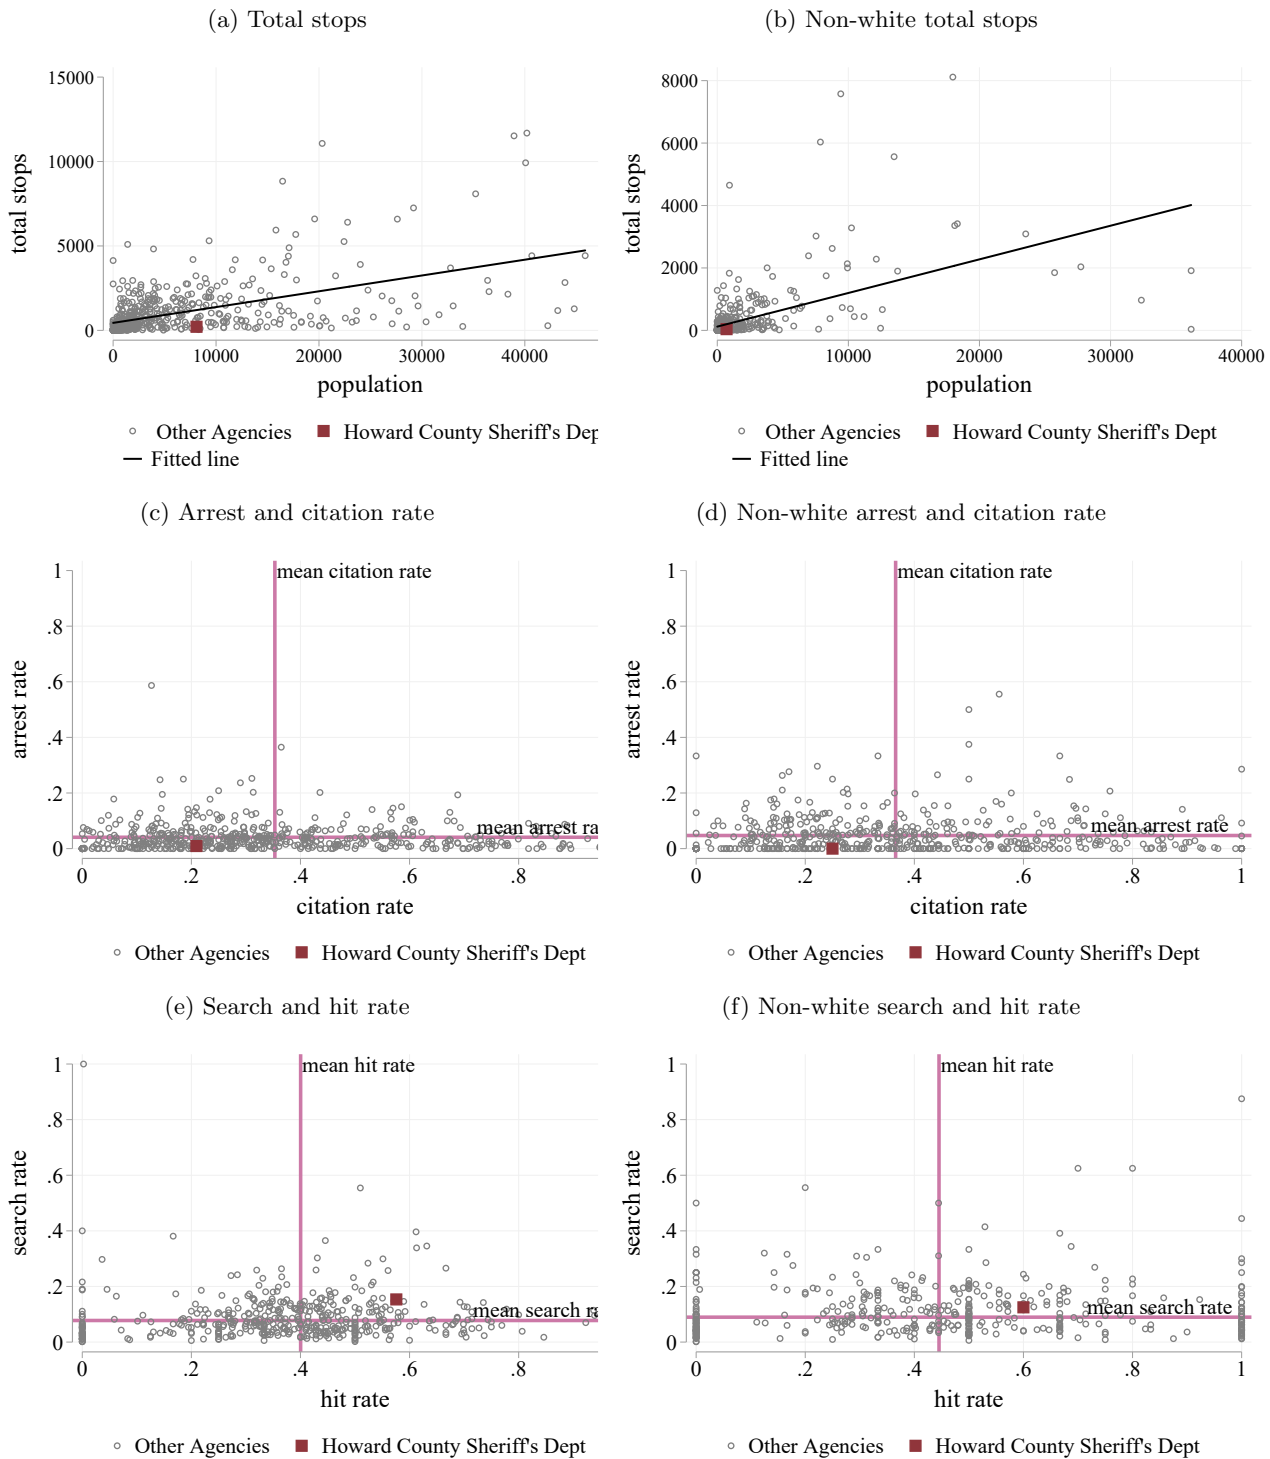 (a) Total stops
(b) Non-white total stops
15000
10000
5000
0
total stops
0 10000 20000 30000 40000
population
Other Agencies Howard County Sheriff's Dep
Fitted line
8000
6000
4000
2000
0
total stops
0 10000 20000 30000 40000
population
Other Agencies Howard County Sheriff's Dept
Fitted line
(c) Arrest and citation rate
(d) Non-white arrest and citation rate
1
.8
.6
.4
.2
0
arrest rate
mean citation rate
mean arrest ra
0 .2 .4 .6 .8
citation rate
Other Agencies Howard County Sheriff's Dept
1
.8
.6
.4
.2
0
arrest rate
mean citation rate
mean arrest rate
0 .2 .4 .6 .8 1
citation rate
Other Agencies Howard County Sheriff's Dept
(e) Search and hit rate
(f) Non-white search and hit rate
1
.8
.6
.4
.2
0
search rate
mean hit rate
mean search ra
0 .2 .4 .6 .8
hit rate
Other Agencies Howard County Sheriff's Dept
1
.8
.6
.4
.2
0
search rate
mean hit rate
mean search rate
0 .2 .4 .6 .8 1
hit rate
Other Agencies Howard County Sheriff's Dept